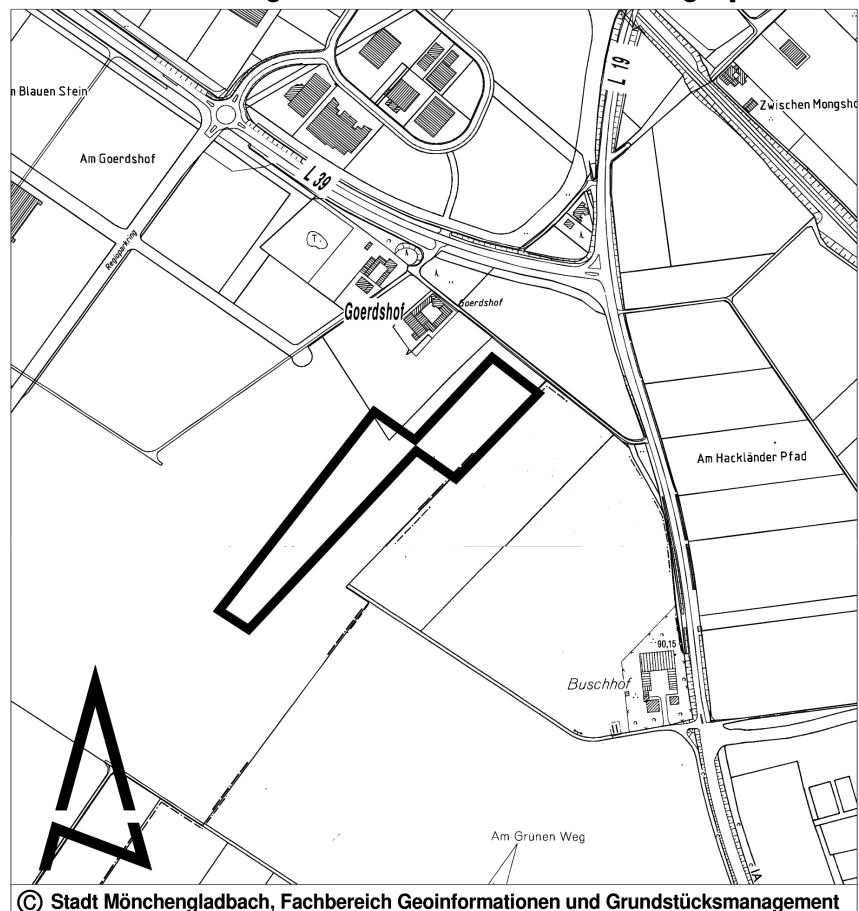 L 19
n Blauen Stein
Zwischen Mongsho
Am Goerdshof
L 39
Regioparkring
Goerdshof
Goerdshof
Am Hackländer Pfad
90,15
Buschhof
Am Grünen Weg
© Stadt Mönchengladbach, Fachbereich Geoinformationen und Grundstücksmanagement